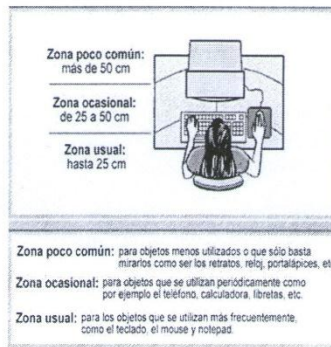 Zona poco común:
más de 50 cm
Zona ocasional:
de 25 a 50 cm
Zona usual:
hasta 25 cm
Zona poco común: para objetos menos utilizados o que sólo basta
mirarlos como ser los retratos, reloj, portalápices, etc
Zona ocasional: para objetos que se utilizan periódicamente como
por ejemplo el teléfono, calculadora, libretas, etc.
Zona usual: para los objetos que se utilizan más frecuentemente,
como el teclado, el mouse y notepad.